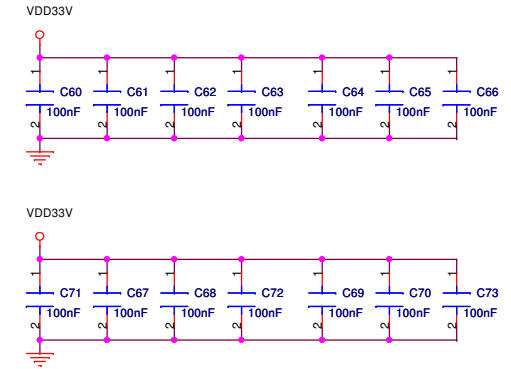 VDD33V
1 1 1 1 1 1 1
C60 C61 C62 C63 C64 C65 C66
100nF 100nF 100nF 100nF 100nF 100nF 100nF
2 2 2 2 2 2 2
VDD33V
1 1 1 1 1 1 1
C71 C67 C68 C72 C69 C70 C73
100nF 100nF 100nF 100nF 100nF 100nF 100nF
2 2 2 2 2 2 2